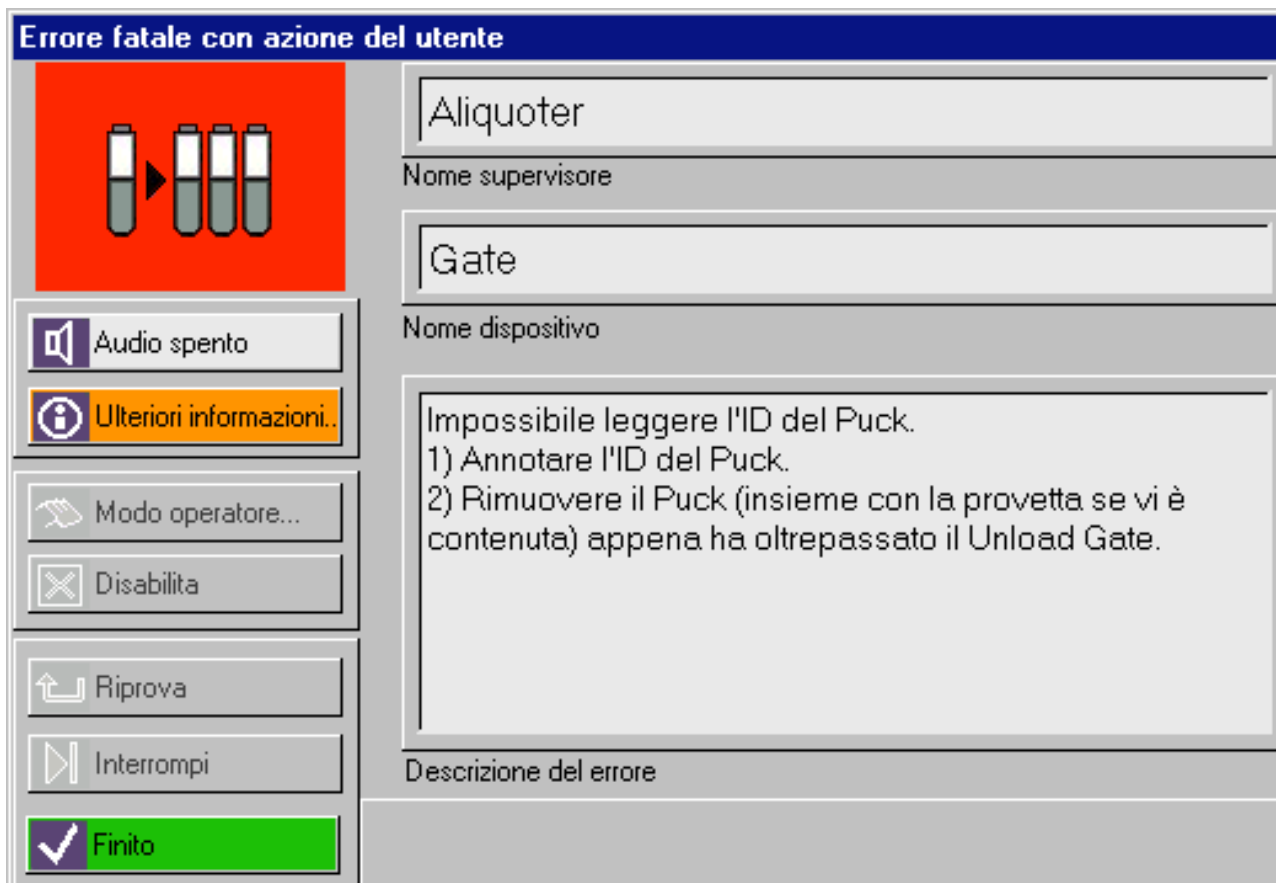 Errore fatale con azione del utente
Aliquoter
Nome supervisore
Gate
Nome dispositivo
Audio spento
Ulteriori informazioni..
Modo operatore...
Disabilita
Riprova
Interrompi
Finito
Impossibile leggere l'ID del Puck.
1) Annotare l'ID del Puck.
2) Rimuovere il Puck (insieme con la provetta se vi è
contenuta) appena ha oltrepassato il Unload Gate.
Descrizione del errore